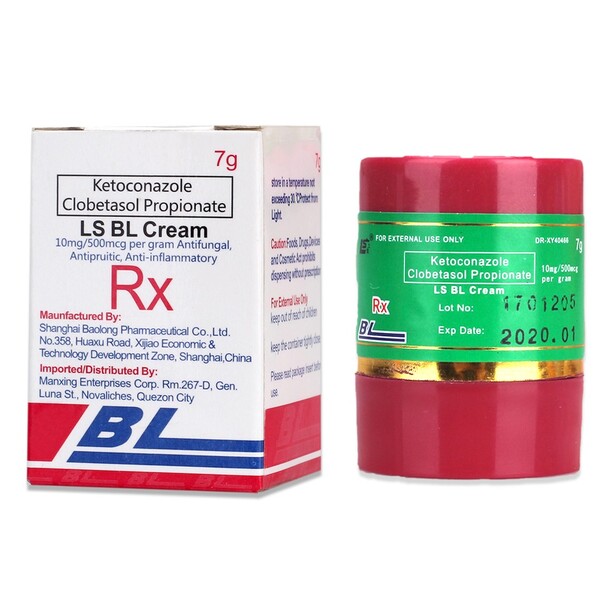 7g
Ketoconazole
Clobetasol Propionate
LS BL Cream
10mg/500mcg per gram Antifungal,
Antipruitic, Anti-inflammatory
Rx
Maunfactured By:
Shanghai Baolong Pharmaceutical Co.,Ltd.
No.358, Huaxu Road, Xijiao Economic &
Technology Development Zone, Shanghai,China
Imported/Distributed By:
Manxing Enterprises Corp. Rm.267-D, Gen.
Luna St., Novaliches, Quezon City
BL
7g
store in a temperature not
exceeding 30.℃Protect from
Light.
Caution:Foods, Drugs,Devices
and Cosmetic Act prohibits
dispensing without prescription
For External Use Only
keep out of reach of children
keep the container tightly close
Please read package insert before
use.
BL
FOR EXTERNAL USE ONLY
DR-XY40486
7g
Ketoconazole
Clobetasol Propionate
10mg/500mcg
per gram
LS BL Cream
Rx
Lot No: 1701205
BL
Exp Date: 2020.01